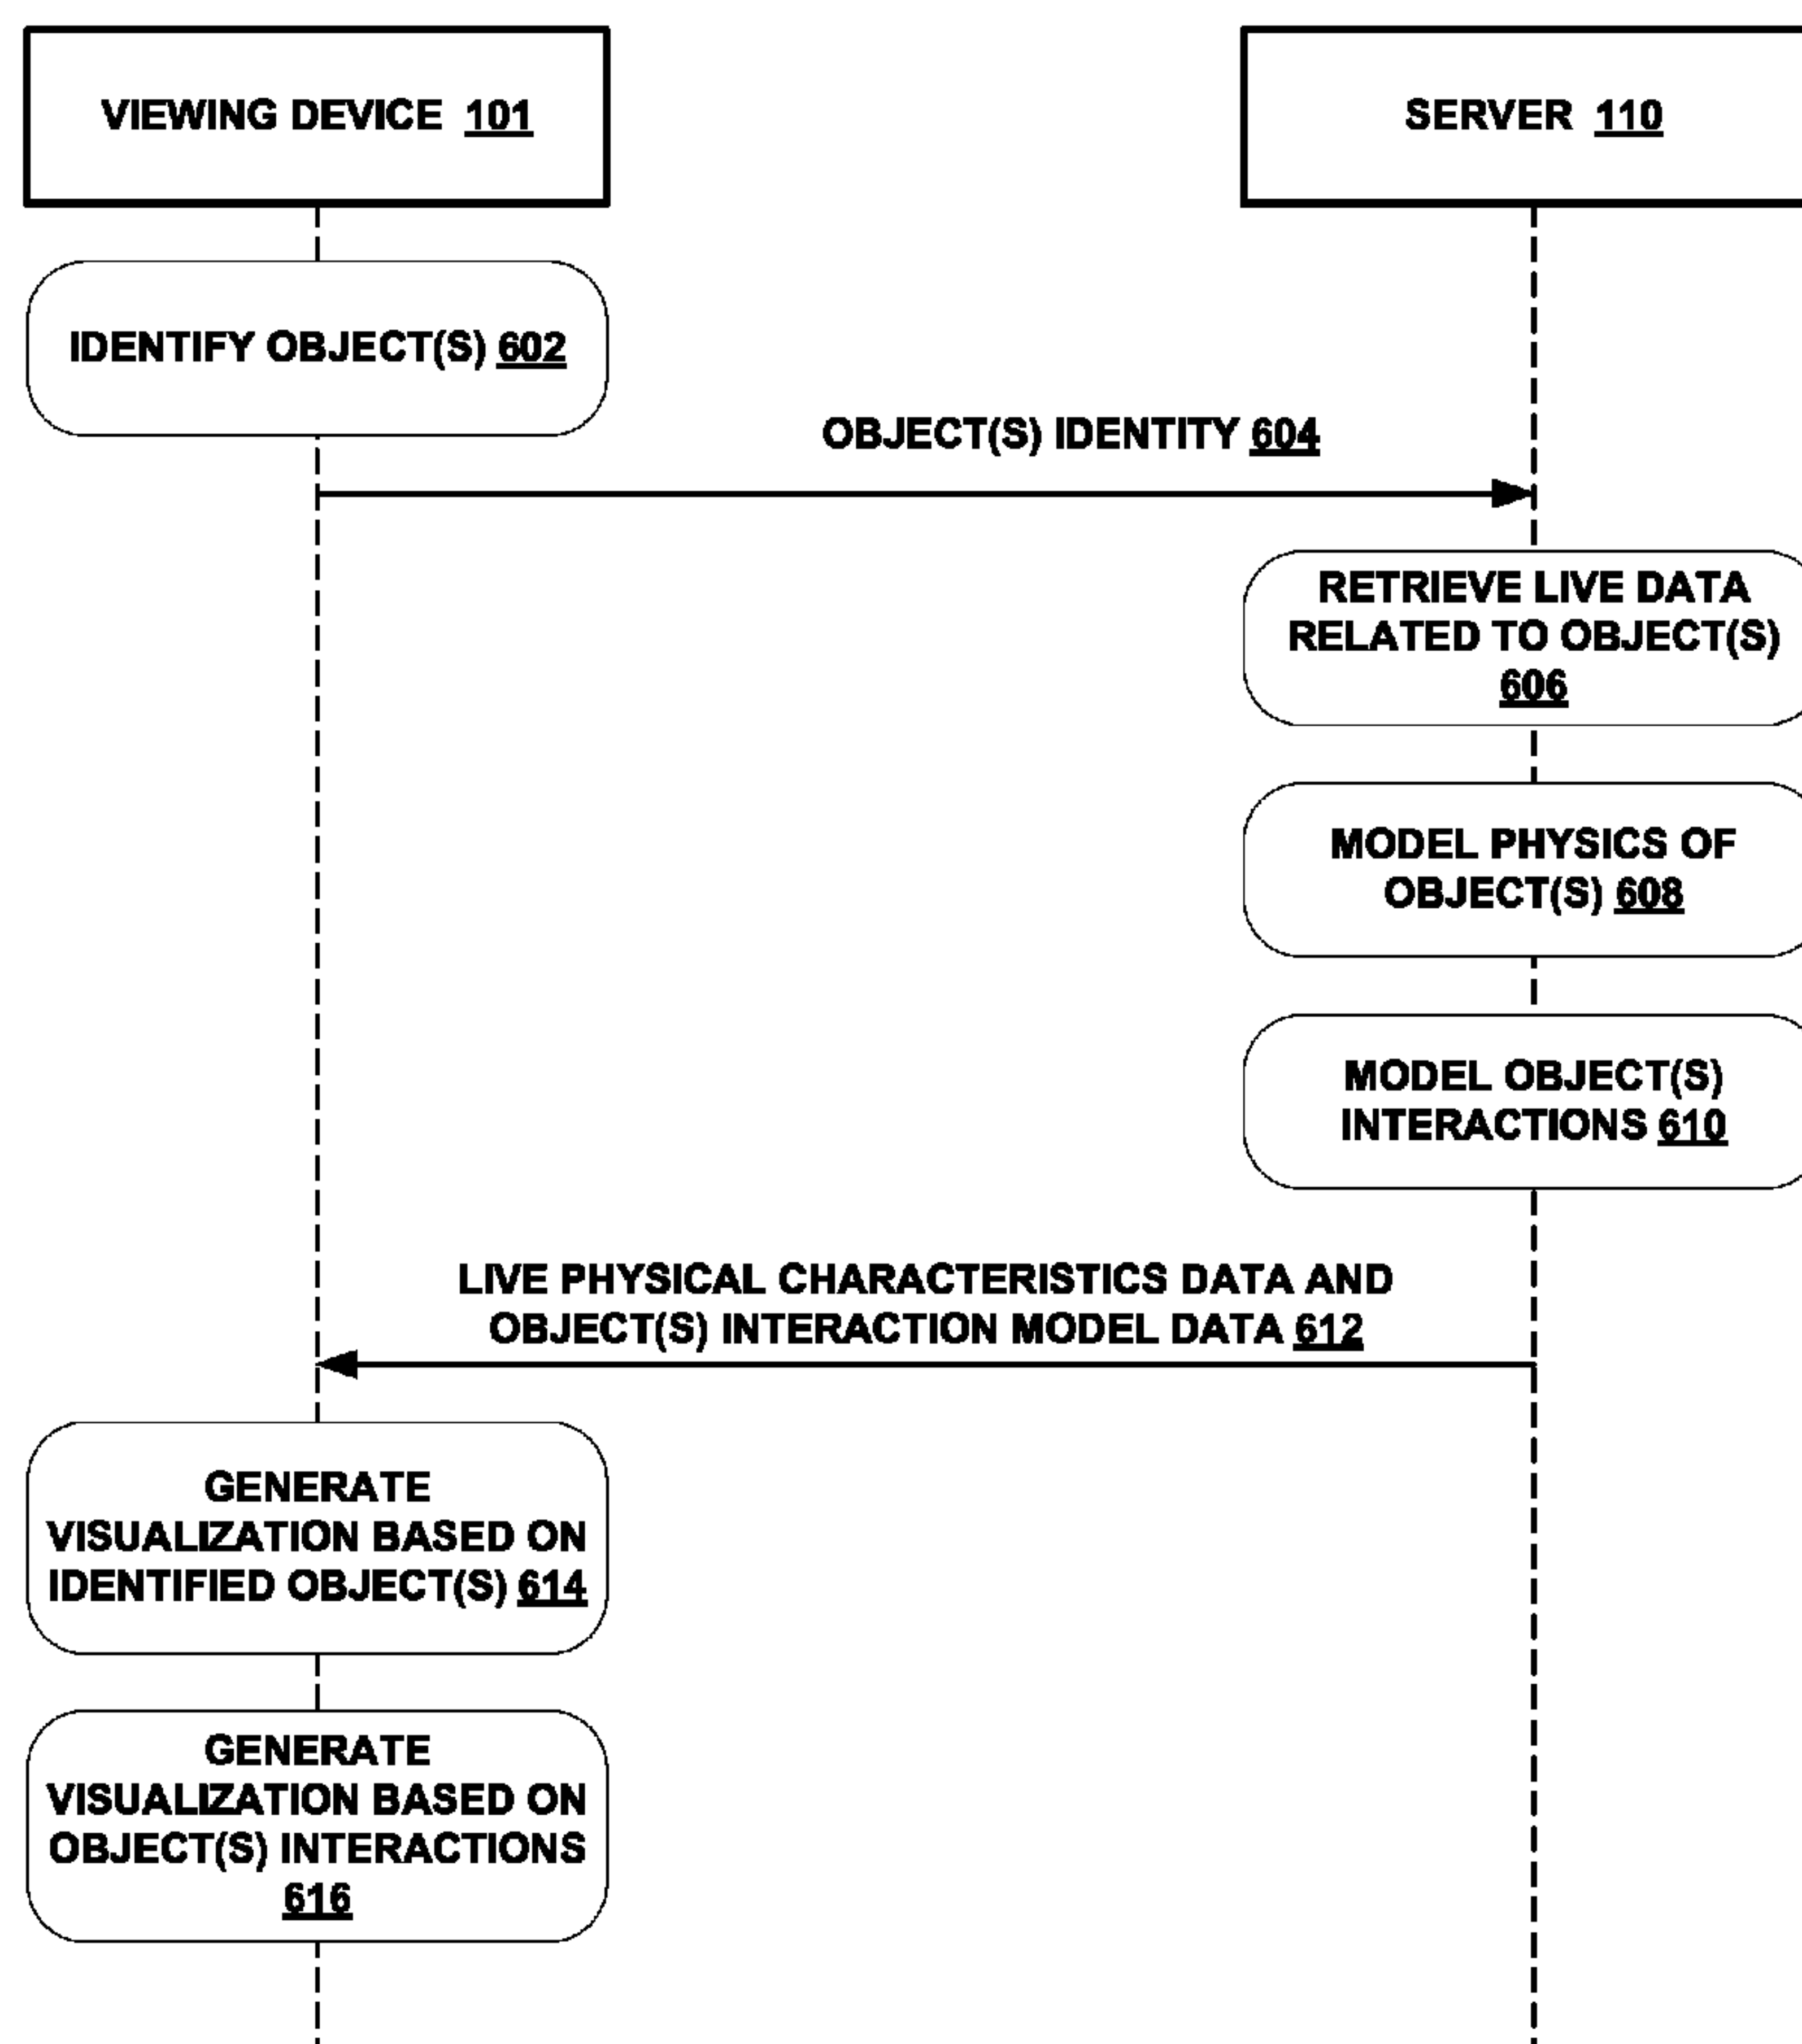 VIEWING DEVICE 101
SERVER 110
IDENTIFY OBJECT(S) 602
OBJECT(S) IDENTITY 604
RETRIEVE LIVE DATA
RELATED TO OBJECT(S)
606
MODEL PHYSICS OF
OBJECT(S) 608
MODEL OBJECT(S)
INTERACTIONS 610
LIVE PHYSICAL CHARACTERISTICS DATA AND
OBJECT(S) INTERACTION MODEL DATA 612
GENERATE
VISUALIZATION BASED ON
IDENTIFIED OBJECT(S) 614
GENERATE
VISUALIZATION BASED ON
OBJECT(S) INTERACTIONS
616